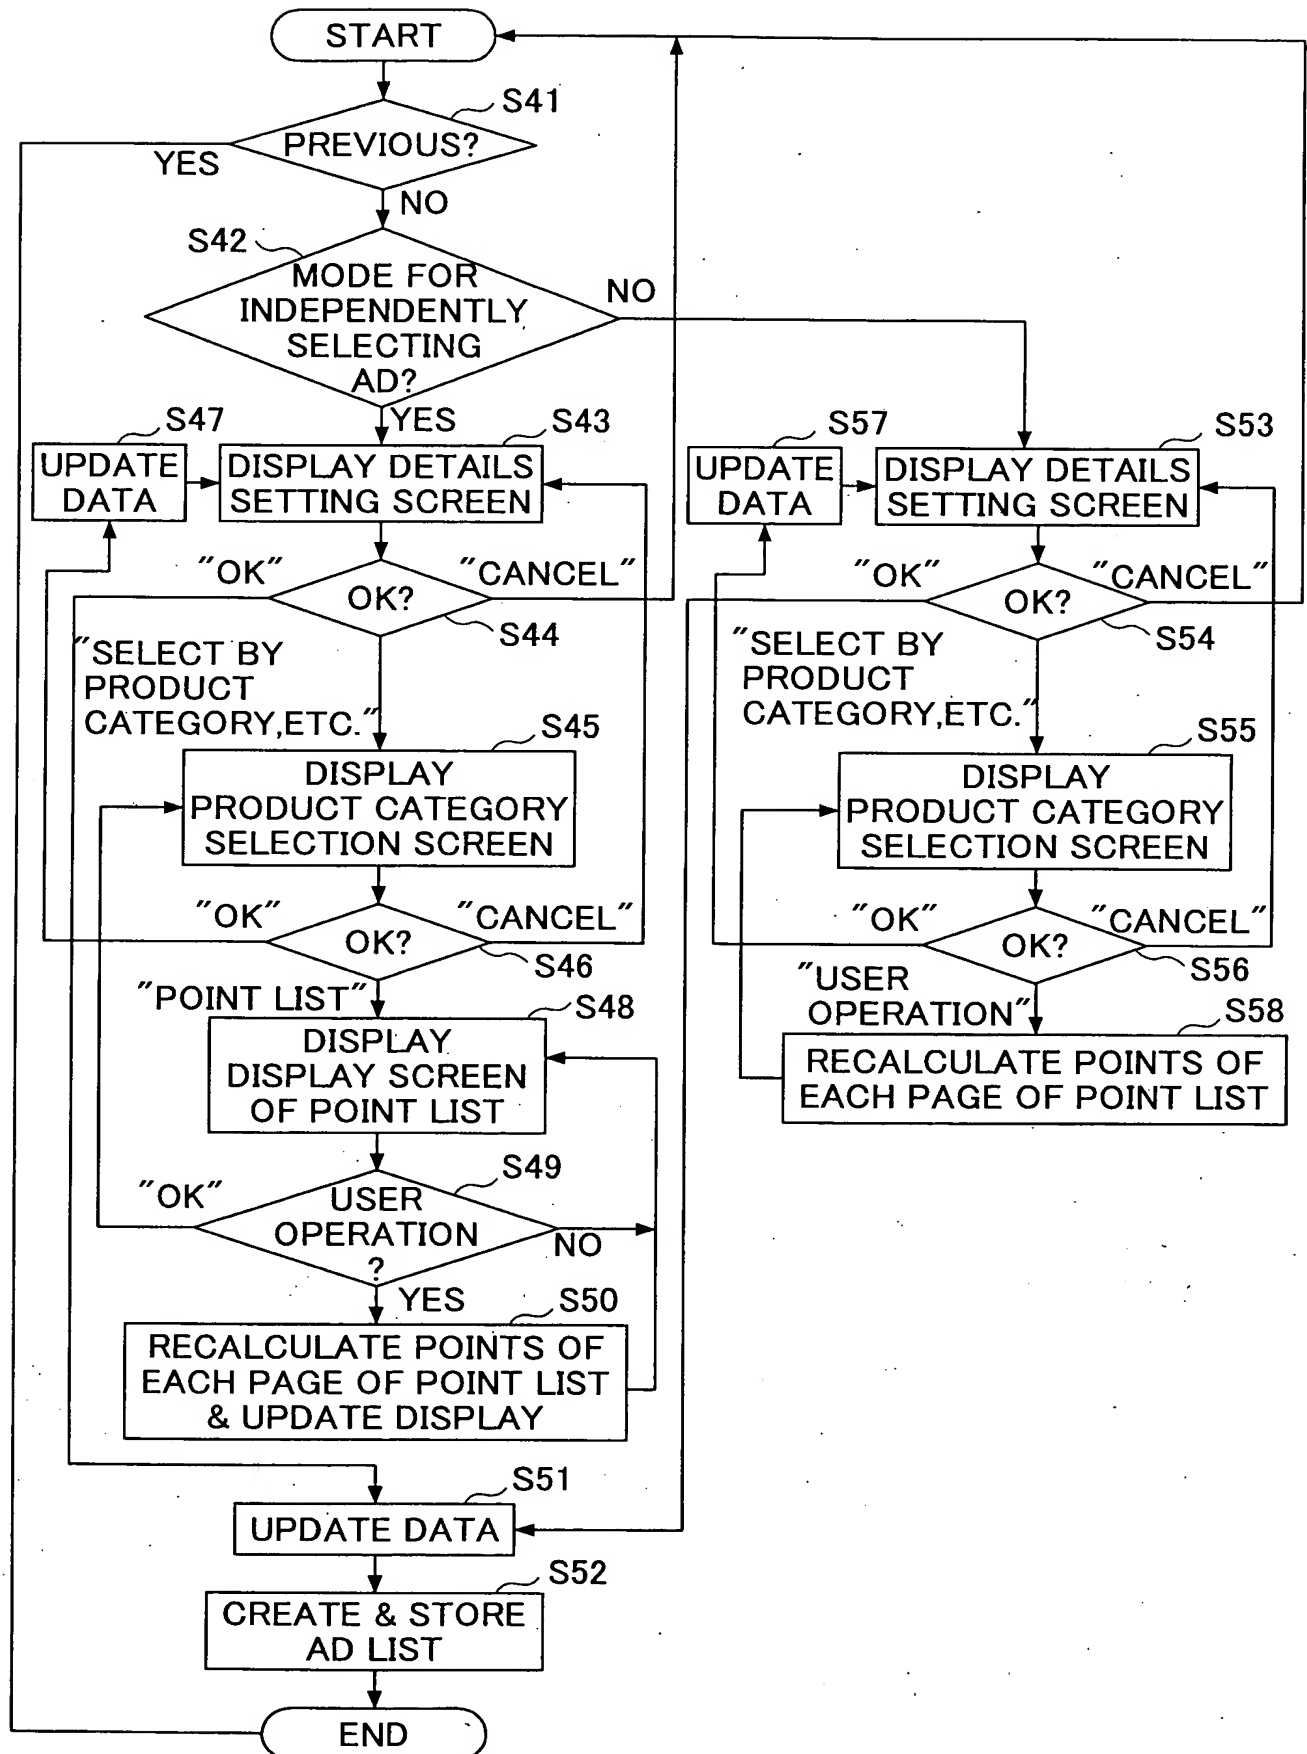 START
S41
PREVIOUS?
YES
NO
S42
MODE FOR
INDEPENDENTLY
SELECTING
AD?
NO
YES
S47
UPDATE
DATA
S43
DISPLAY DETAILS
SETTING SCREEN
S57
UPDATE
DATA
S53
DISPLAY DETAILS
SETTING SCREEN
"OK"
"CANCEL"
OK?
S44
"SELECT BY
PRODUCT
CATEGORY,ETC."
"OK"
"CANCEL"
OK?
S54
"SELECT BY
PRODUCT
CATEGORY,ETC."
S45
DISPLAY
PRODUCT CATEGORY
SELECTION SCREEN
S55
DISPLAY
PRODUCT CATEGORY
SELECTION SCREEN
"OK"
"CANCEL"
OK?
S46
"POINT LIST"
"OK"
"CANCEL"
OK?
S56
"USER
OPERATION"
S48
DISPLAY
DISPLAY SCREEN
OF POINT LIST
S58
RECALCULATE POINTS OF
EACH PAGE OF POINT LIST
S49
"OK"
USER
OPERATION
?
NO
YES
S50
RECALCULATE POINTS OF
EACH PAGE OF POINT LIST
& UPDATE DISPLAY
S51
UPDATE DATA
S52
CREATE & STORE
AD LIST
END